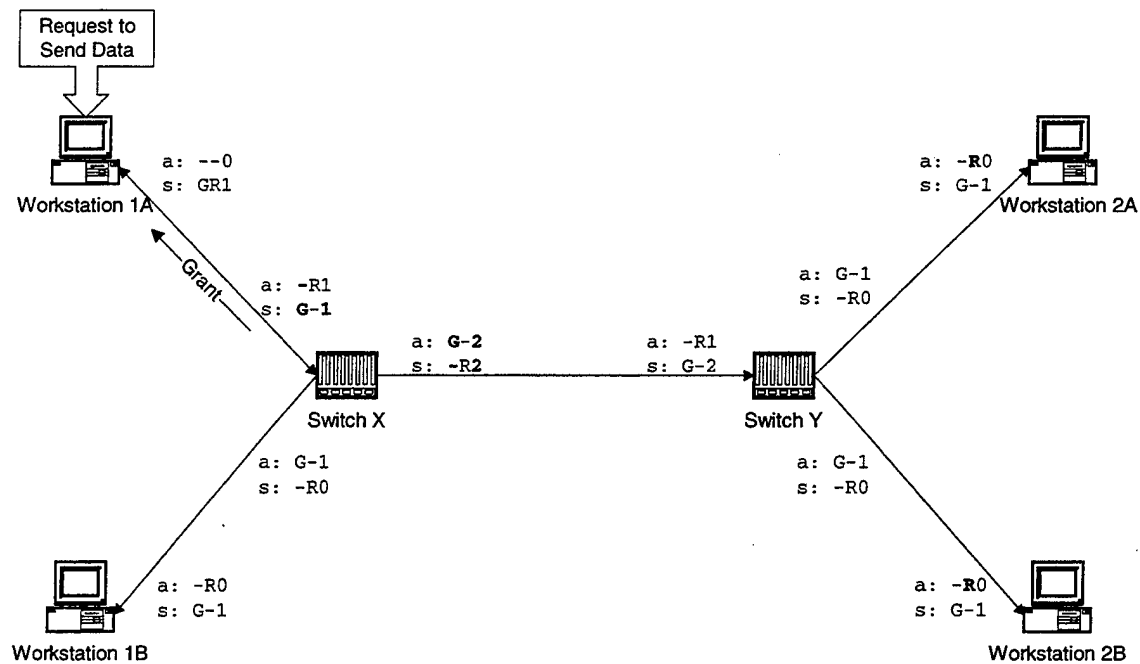 Request to
Send Data
a: --0
s: GR1
Workstation 1A
a: -R0
s: G-1
Workstation 2A
Grant
a: -R1
s: G-1
a: G-1
s: -R0
a: G-2
s: ~R2
a: -R1
s: G-2
Switch X
Switch Y
a: G-1
s: -R0
a: G-1
s: -R0
a: -R0
s: G-1
Workstation 1B
a: -R0
s: G-1
Workstation 2B